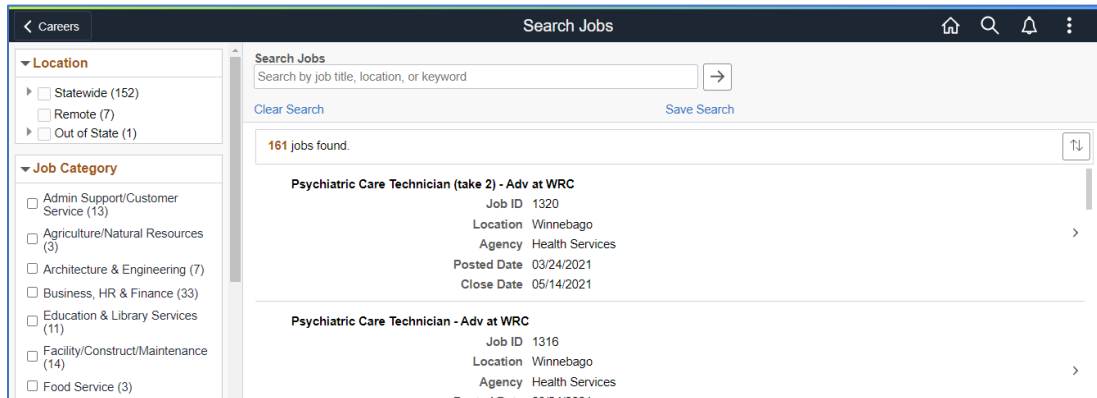 Careers
Search Jobs
Location
Statewide (152)
Remote (7)
Out of State (1)
Job Category
Admin Support/Customer
Service (13)
Agriculture/Natural Resources
(3)
Architecture & Engineering (7)
Business, HR & Finance (33)
Education & Library Services
(11)
Facility/Construct/Maintenance
(14)
Food Service (3)
Search Jobs
Search by job title, location, or keyword
Clear Search Save Search
161 jobs found.
Psychiatric Care Technician (take 2) - Adv at WRC
Job ID 1320
Location Winnebago
Agency Health Services
Posted Date 03/24/2021
Close Date 05/14/2021
Psychiatric Care Technician - Adv at WRC
Job ID 1316
Location Winnebago
Agency Health Services